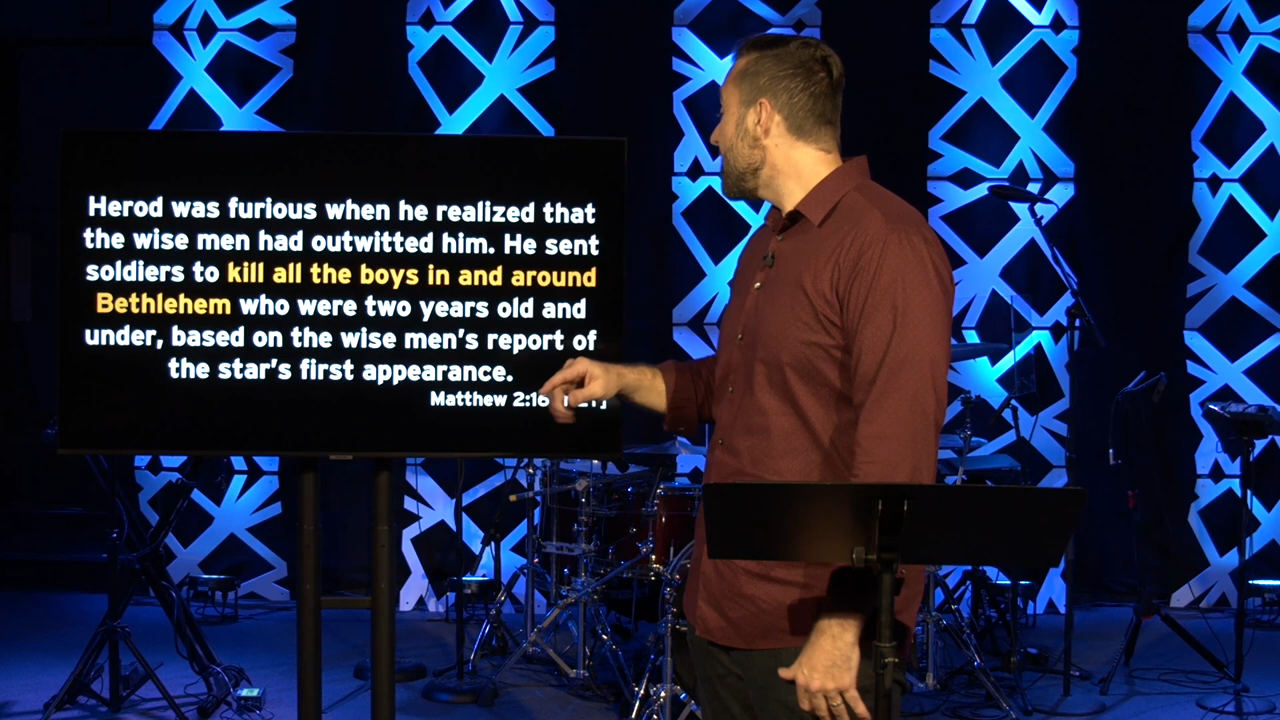 Herod was furious when he realized that
the wise men had outwitted him. He sent
soldiers to kill all the boys in and around
Bethlehem who were two years old and
under, based on the wise men's report of
the star's first appearance.
Matthew 2:16